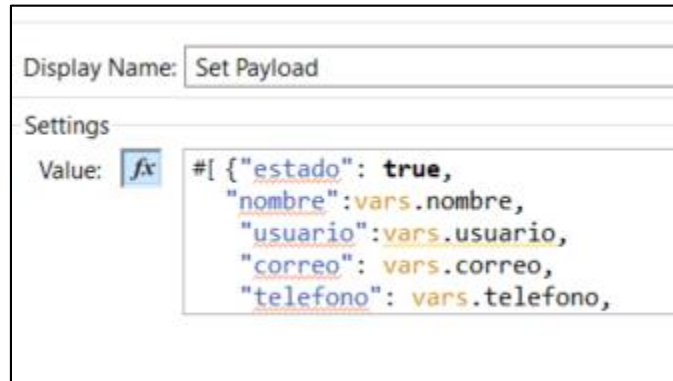 Display Name: Set Payload
Settings
Value: fx #[ {"estado": true,
"nombre":vars.nombre,
"usuario":vars.usuario,
"correo": vars.correo,
"telefono": vars.telefono,